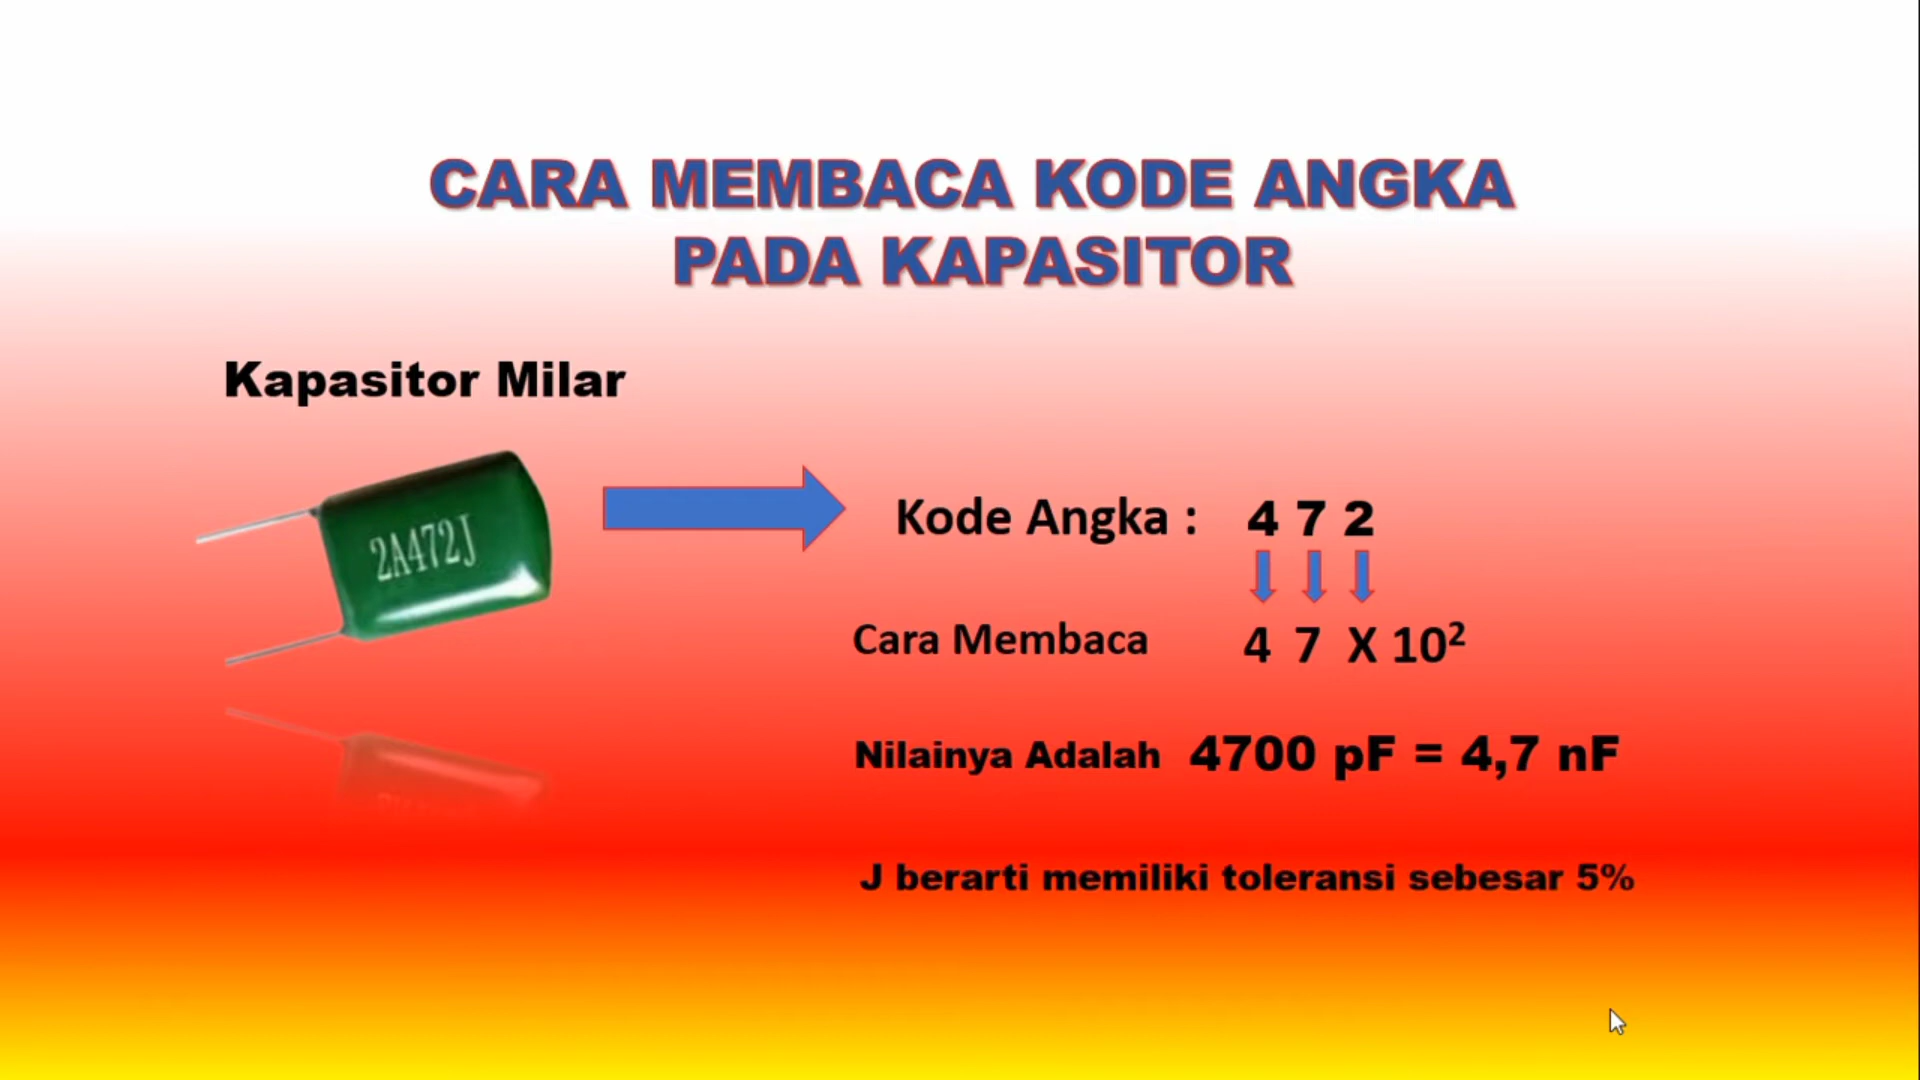 CARA MEMBACA KODE ANGKA
PADA KAPASITOR
Kapasitor Milar
2A472J
Kode Angka : 4 7 2
Cara Membaca 4 7 X 10²
Nilainya Adalah 4700 pF = 4,7 nF
J berarti memiliki toleransi sebesar 5%